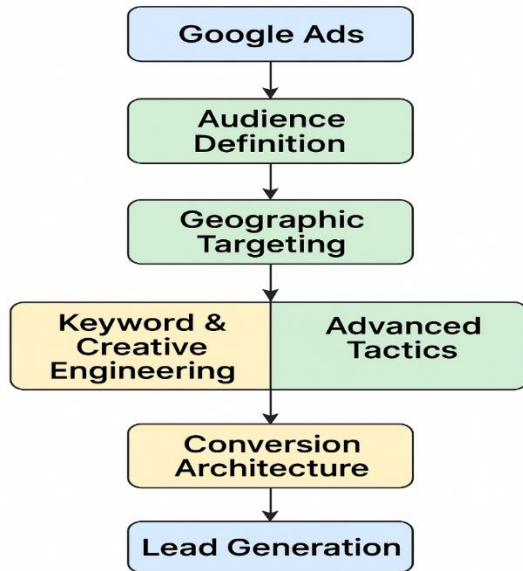 Google Ads
Audience
Definition
Geographic
Targeting
Keyword &
Creative
Engineering
Advanced
Tactics
Conversion
Architecture
Lead Generation